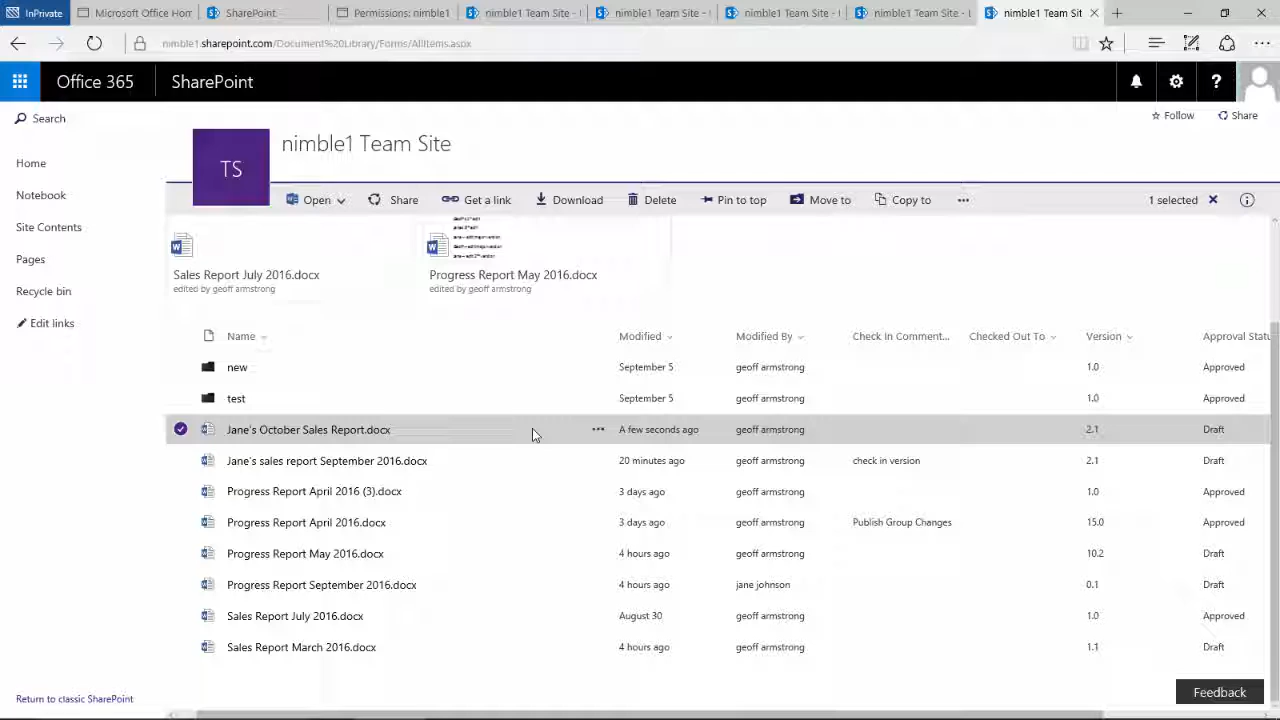 InPrivate Microsoft Office Hor SharePoint Permissions: nimble1 nimble1 Team Site - nimble1 Team Site - nimble1 Team Site - nimble1 Team Site - nimble1 Team Sit
nimble1.sharepoint.com/Document%20Library/Forms/AllItems.aspx
Office 365 SharePoint ?
Search
Follow Share
TS
nimble1 Team Site
Home
Notebook
Site Contents
Pages
Recycle bin
Edit links
Open Share Get a link Download Delete Pin to top Move to Copy to ... 1 selected
Sales Report July 2016.docx
edited by geoff armstrong
Progress Report May 2016.docx
edited by geoff armstrong
Name Modified Modified By Check In Comment... Checked Out To Version Approval Statu
new September 5 geoff armstrong 1.0 Approved
test September 5 geoff armstrong 1.0 Approved
Jane's October Sales Report.docx ... A few seconds ago geoff armstrong 2.1 Draft
Jane's sales report September 2016.docx 20 minutes ago geoff armstrong check in version 2.1 Draft
Progress Report April 2016 (3).docx 3 days ago geoff armstrong 1.0 Approved
Progress Report April 2016.docx 3 days ago geoff armstrong Publish Group Changes 15.0 Approved
Progress Report May 2016.docx 4 hours ago geoff armstrong 10.2 Draft
Progress Report September 2016.docx 4 hours ago jane johnson 0.1 Draft
Sales Report July 2016.docx August 30 geoff armstrong 1.0 Approved
Sales Report March 2016.docx 4 hours ago geoff armstrong 1.1 Draft
Return to classic SharePoint
Feedback